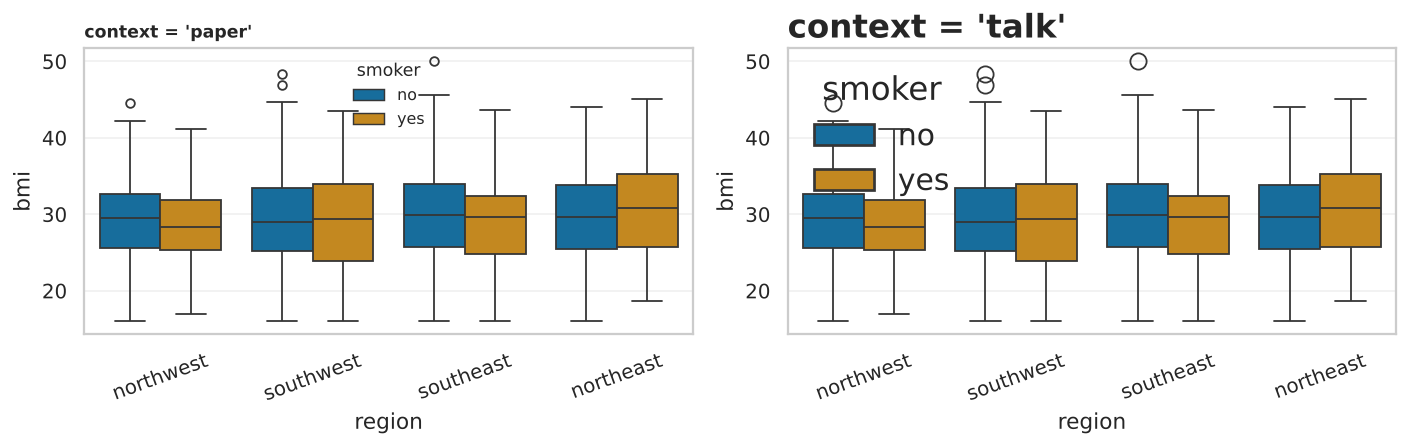 context = 'paper'
50
40
30
20
bmi
smoker
no
yes
northwest
southwest
southeast
northeast
region
context = 'talk'
50
40
30
20
bmi
smoker
no
yes
northwest
southwest
southeast
northeast
region